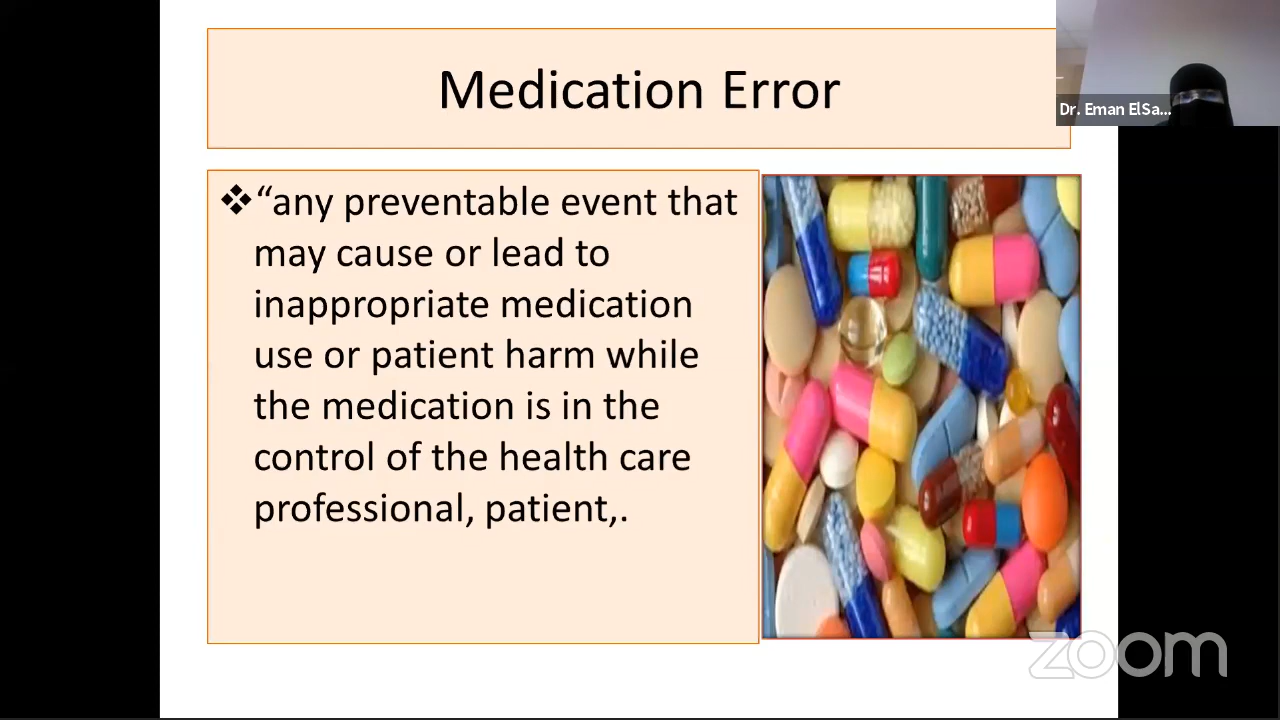 Medication Error
Dr. Eman ElSa...
❖“any preventable event that
may cause or lead to
inappropriate medication
use or patient harm while
the medication is in the
control of the health care
professional, patient,.
zoom